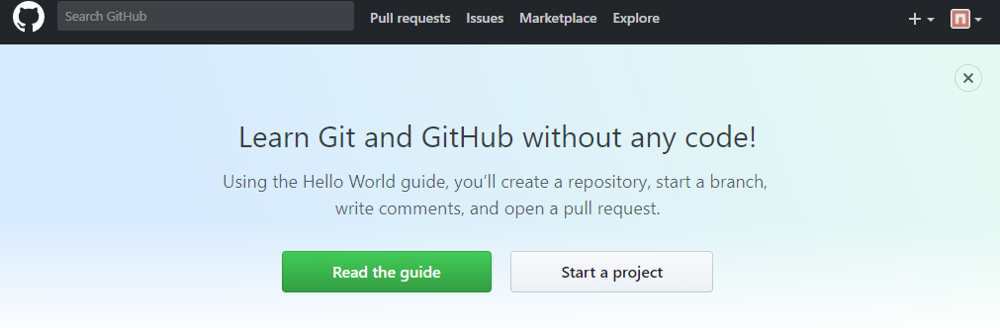 Search GitHub Pull requests Issues Marketplace Explore
Learn Git and GitHub without any code!
Using the Hello World guide, you’ll create a repository, start a branch,
write comments, and open a pull request.
Read the guide Start a project